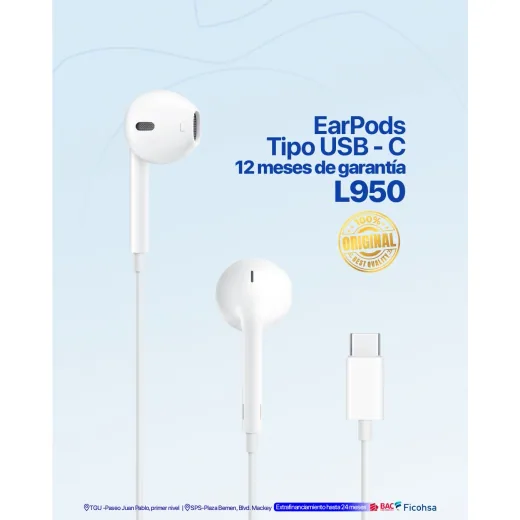 EarPods
Tipo USB - C
12 meses de garantía
L950
100%
ORIGINAL
BEST QUALITY
L
TGU -Paseo Juan Pablo, primer nivel | SPS-Plaza Bemen, Blvd. Mackey Extrafinanciamiento hasta 24 meses BAC Ficohsa